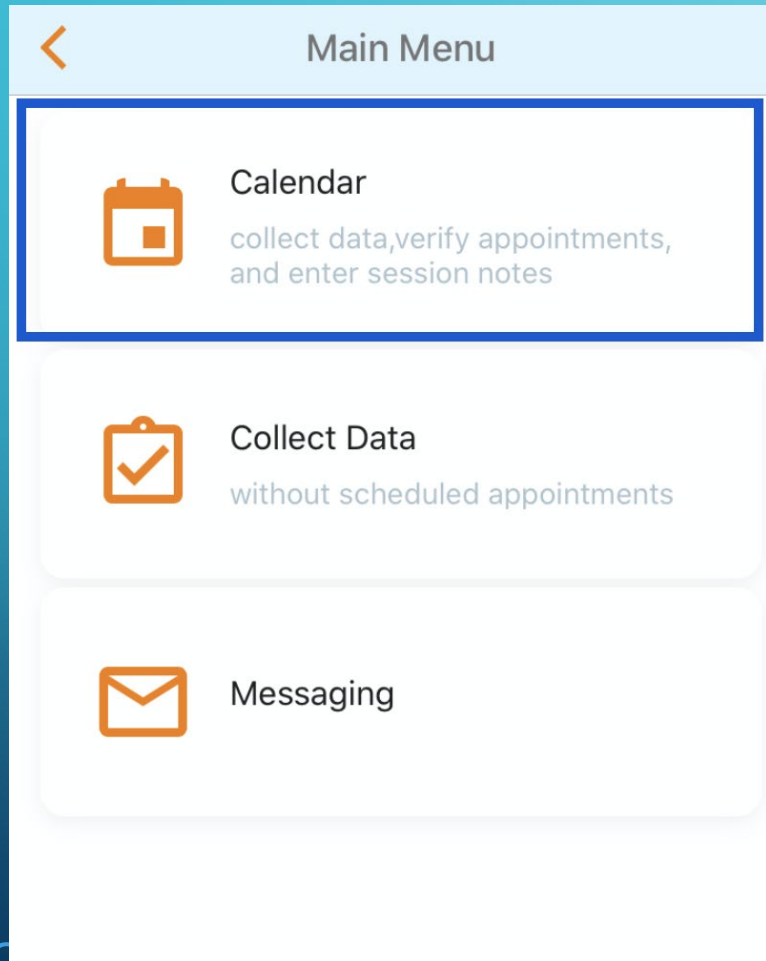 Main Menu
Calendar
collect data,verify appointments,
and enter session notes
Collect Data
without scheduled appointments
Messaging